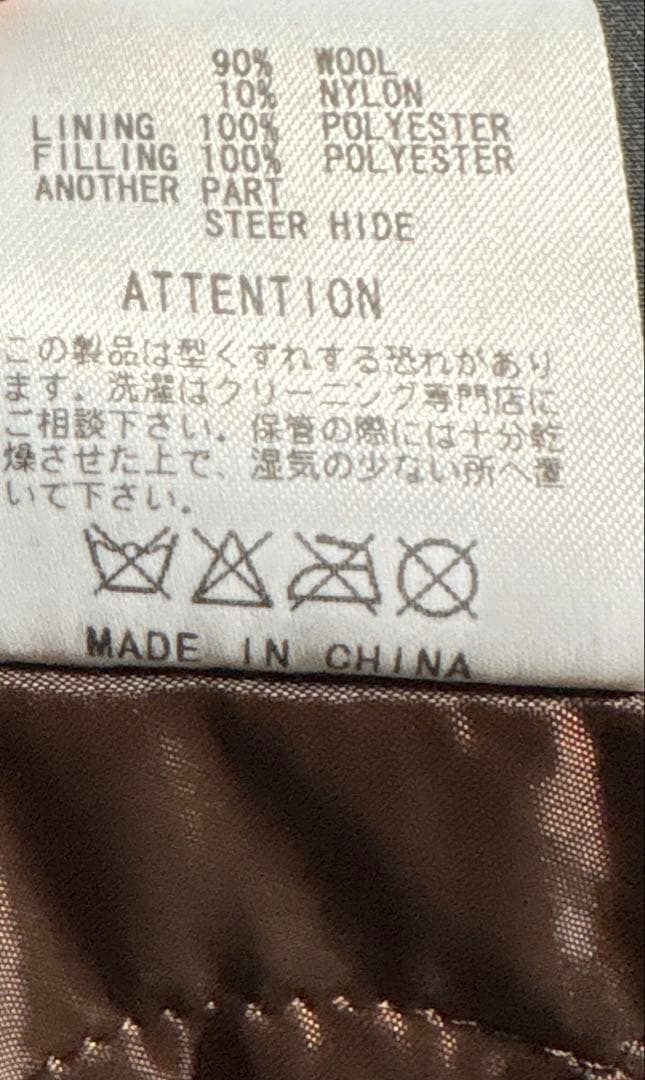 90% WOOL
10% NYLON
LINING 100% POLYESTER
FILLING 100% POLYESTER
ANOTHER PART
STEER HIDE
ATTENTION
この製品は型くずれする恐れがあり
ます。洗濯はクリーニング専門店に
ご相談下さい。保管の際には十分乾
燥させた上で、湿気の少ない所へ置
いて下さい。
MADE IN CHINA